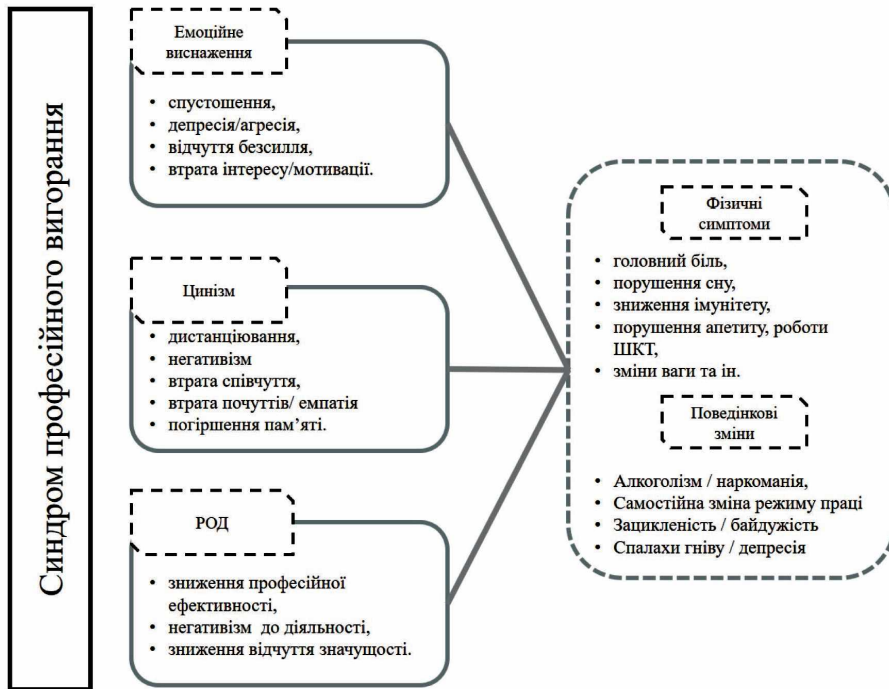 Синдром професійного вигорання
Емоційне
виснаження
• спустошення,
• депресія/агресія,
• відчуття безсилля,
• втрата інтересу/мотивації.
Цинізм
• дистанціювання,
• негативізм
• втрата співчуття,
• втрата почуттів/ емпатія
• погіршення пам’яті.
РОД
• зниження професійної
ефективності,
• негативізм до діяльності,
• зниження відчуття значущості.
Фізичні
симптоми
• головний біль,
• порушення сну,
• зниження імунітету,
• порушення апетиту, роботи
ШКТ,
• зміни ваги та ін.
Поведінкові
зміни
• Алкоголізм / наркоманія,
• Самостійна зміна режиму праці
• Зацикленість / байдужість
• Спалахи гніву / депресія